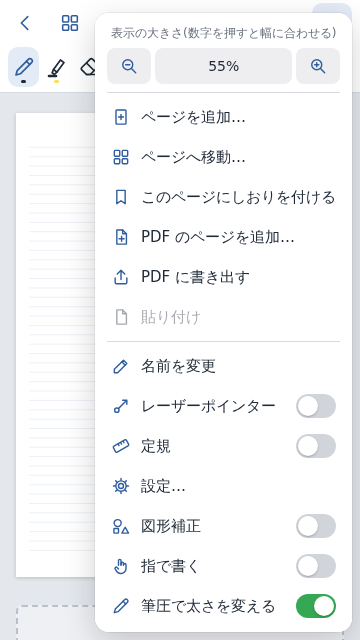 表示の大きさ(数字を押すと幅に合わせる)
55%
ページを追加...
ページへ移動...
このページにしおりを付ける
PDF のページを追加...
PDF に書き出す
貼り付け
名前を変更
レーザーポインター
定規
設定...
図形補正
指で書く
筆圧で太さを変える